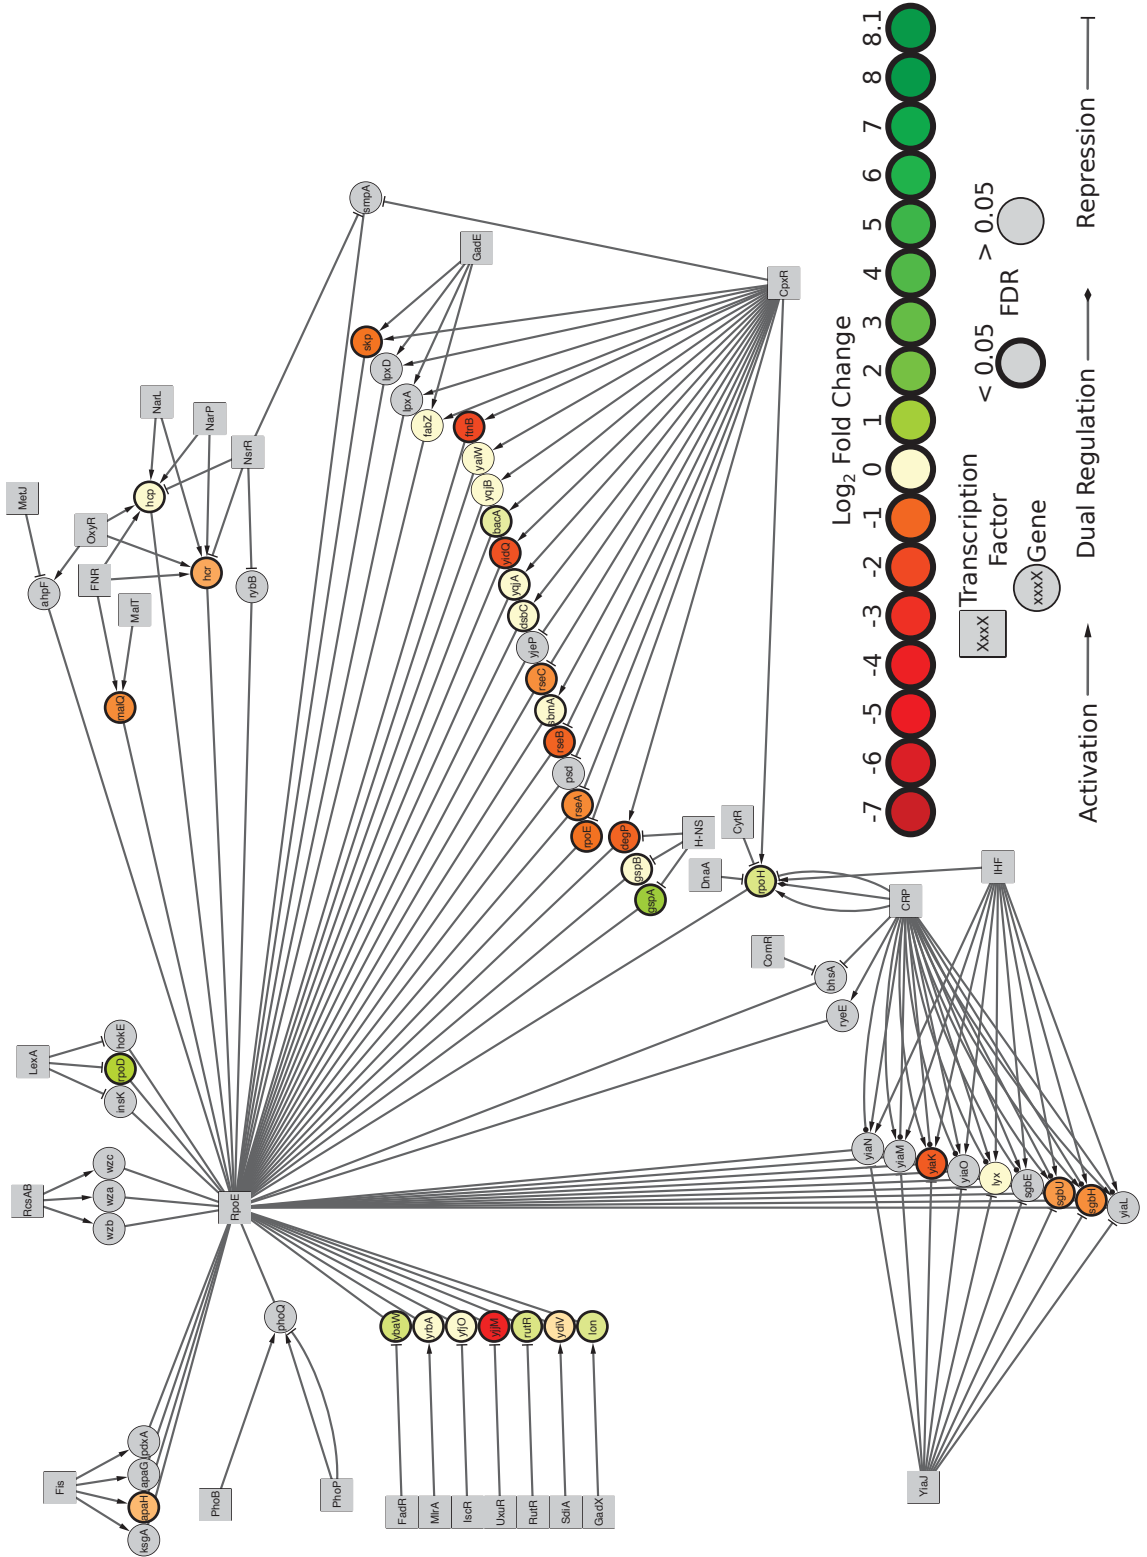 Fis
ksgA
apaH
apaG
pdxA
RcsAB
wzb
wza
wzc
LexA
insK
rpoD
hokE
MetJ
ahpF
OxyR
FNR
MalT
malQ
NarL
NarP
NsrR
hcp
hcr
rybB
RpoE
PhoB
PhoP
phoQ
smpA
GadE
skp
lpxD
lpxA
fabZ
ftnB
yaiW
yqjB
bacA
yidQ
yqjA
dsbC
yjeP
rseC
sbmA
rseB
psd
rseA
rpoE
degP
gspB
gspA
H-NS
CpxR
FadR
MlrA
IscR
UxuR
RutR
SdiA
GadX
ybaW
yrbA
yfjO
yjjM
rutR
ydiV
lon
DnaA
CytR
rpoH
ComR
bhsA
ryeE
CRP
IHF
yiaN
yiaM
yiaK
yiaO
lyx
sgbE
sgbU
sgbH
yiaL
YiaJ
Log2 Fold Change
-7 -6 -5 -4 -3 -2 -1 0 1 2 3 4 5 6 7 8 8.1
XxxX Transcription Factor
xxxX Gene
< 0.05 FDR > 0.05
Activation
Dual Regulation
Repression